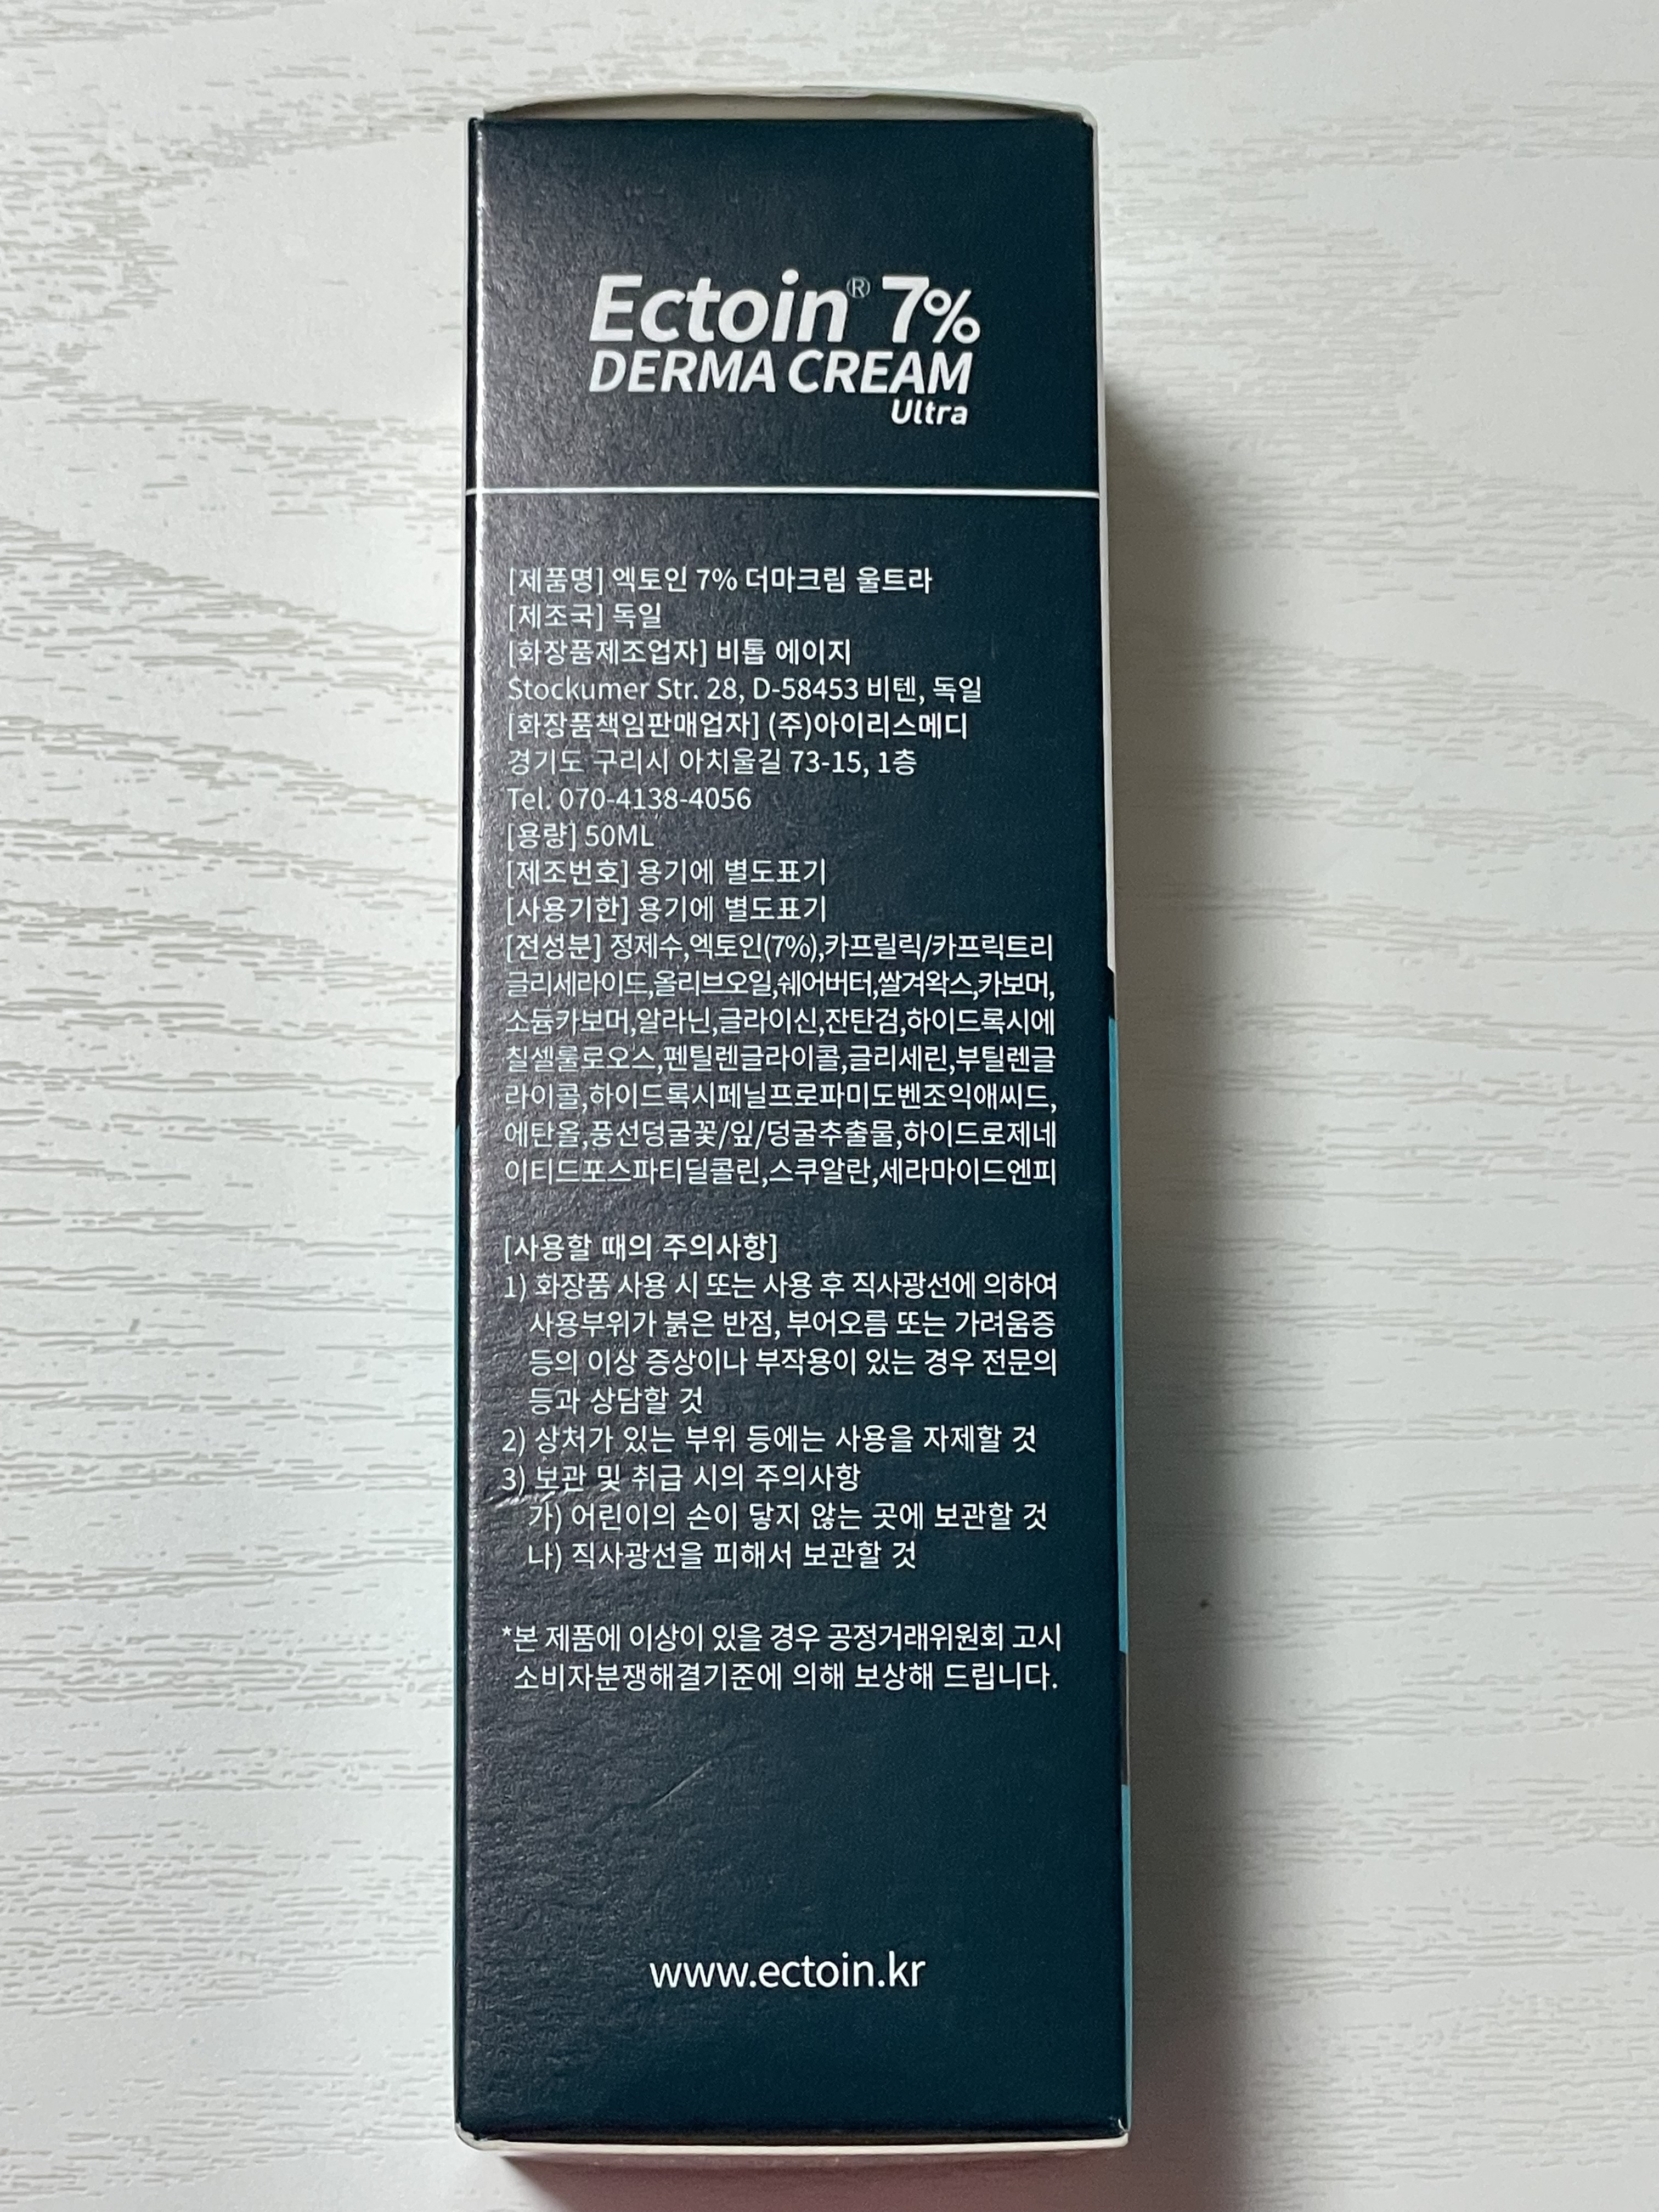 Ectoin® 7%
DERMA CREAM
Ultra
[제품명] 엑토인 7% 더마크림 울트라
[제조국] 독일
[화장품제조업자] 비톱 에이지
Stockumer Str. 28, D-58453 비텐, 독일
[화장품책임판매업자] (주)아이리스메디
경기도 구리시 아치울길 73-15, 1층
Tel. 070-4138-4056
[용량] 50ML
[제조번호] 용기에 별도표기
[사용기한] 용기에 별도표기
[전성분] 정제수,엑토인(7%),카프릴릭/카프릭트리
글리세라이드,올리브오일,쉐어버터,쌀겨왁스,카보머,
소듐카보머,알라닌,글라이신,잔탄검,하이드록시에
칠셀룰로오스,펜틸렌글라이콜,글리세린,부틸렌글
라이콜,하이드록시페닐프로파미도벤조익애씨드,
에탄올,풍선덩굴꽃/잎/덩굴추출물,하이드로제네
이티드포스파티딜콜린,스쿠알란,세라마이드엔피
[사용할 때의 주의사항]
1) 화장품 사용 시 또는 사용 후 직사광선에 의하여
사용부위가 붉은 반점, 부어오름 또는 가려움증
등의 이상 증상이나 부작용이 있는 경우 전문의
등과 상담할 것
2) 상처가 있는 부위 등에는 사용을 자제할 것
3) 보관 및 취급 시의 주의사항
가) 어린이의 손이 닿지 않는 곳에 보관할 것
나) 직사광선을 피해서 보관할 것
*본 제품에 이상이 있을 경우 공정거래위원회 고시
소비자분쟁해결기준에 의해 보상해 드립니다.
www.ectoin.kr